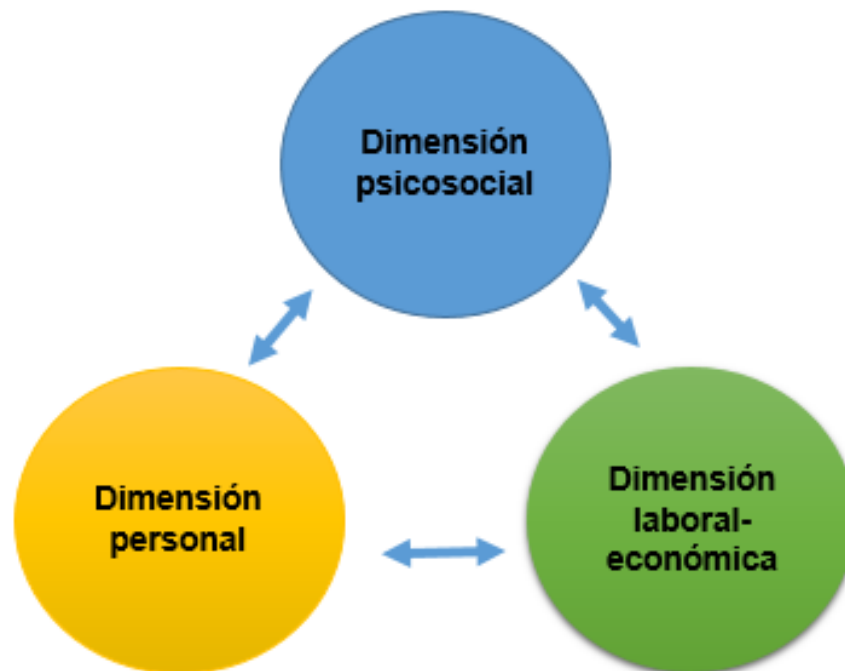 Dimensión
psicosocial
Dimensión
personal
Dimensión
laboral-
económica